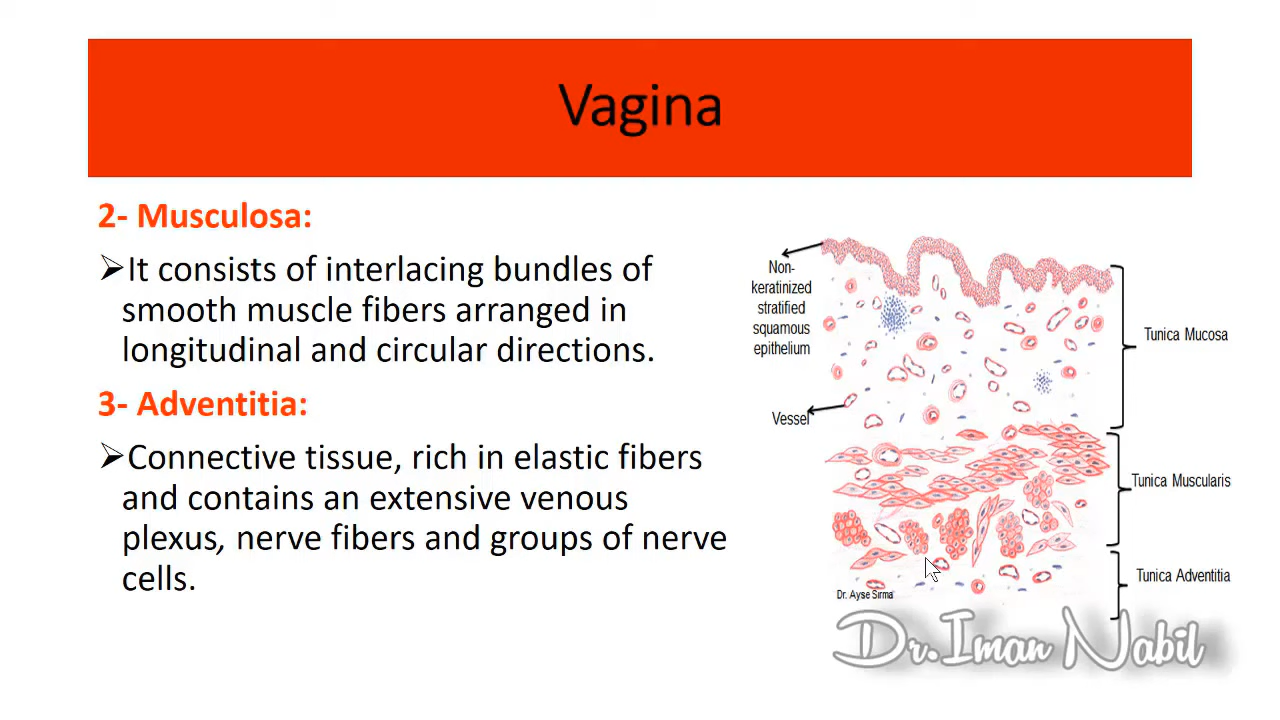 Vagina
2- Musculosa:
➢It consists of interlacing bundles of
smooth muscle fibers arranged in
longitudinal and circular directions.
3- Adventitia:
➢Connective tissue, rich in elastic fibers
and contains an extensive venous
plexus, nerve fibers and groups of nerve
cells.
Non-
keratinized
stratified
squamous
epithelium
Vessel
Tunica Mucosa
Tunica Muscularis
Tunica Adventitia
Dr. Ayse Sirma
Dr.Iman Nabil